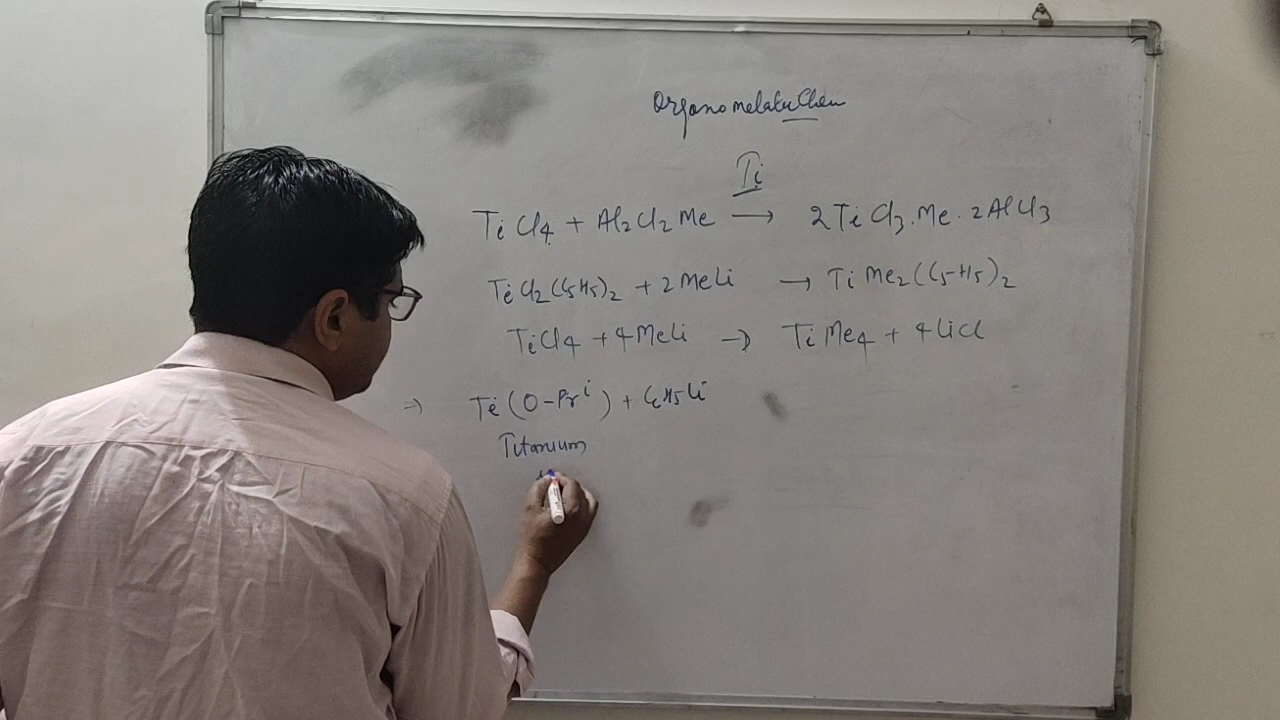 Organometallic Chem
Ti
TiCl4 + Al2Cl2Me → 2TiCl3.Me.2AlCl3
TiCl2(C5H5)2 + 2MeLi → TiMe2(C5H5)2
TiCl4 + 4MeLi → TiMe4 + 4LiCl
⇒ Ti(O-Prⁱ) + C6H5Li
Titanium